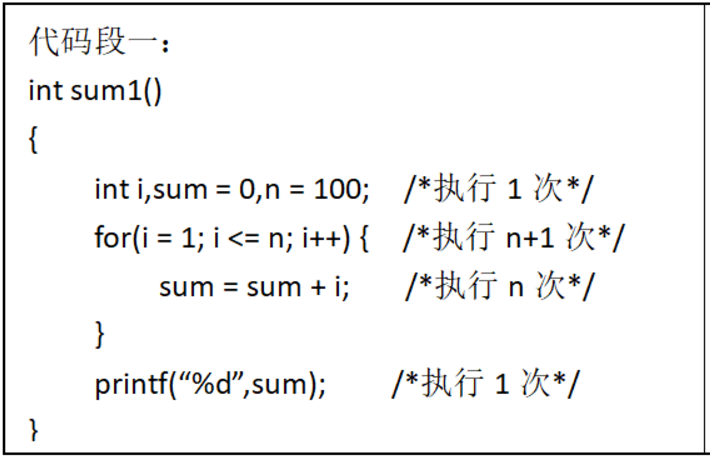 代码段一：
int sum1()
{
int i,sum = 0,n = 100; /*执行 1 次*/
for(i = 1; i <= n; i++) { /*执行 n+1 次*/
sum = sum + i; /*执行 n 次*/
}
printf(“%d”,sum); /*执行 1 次*/
}